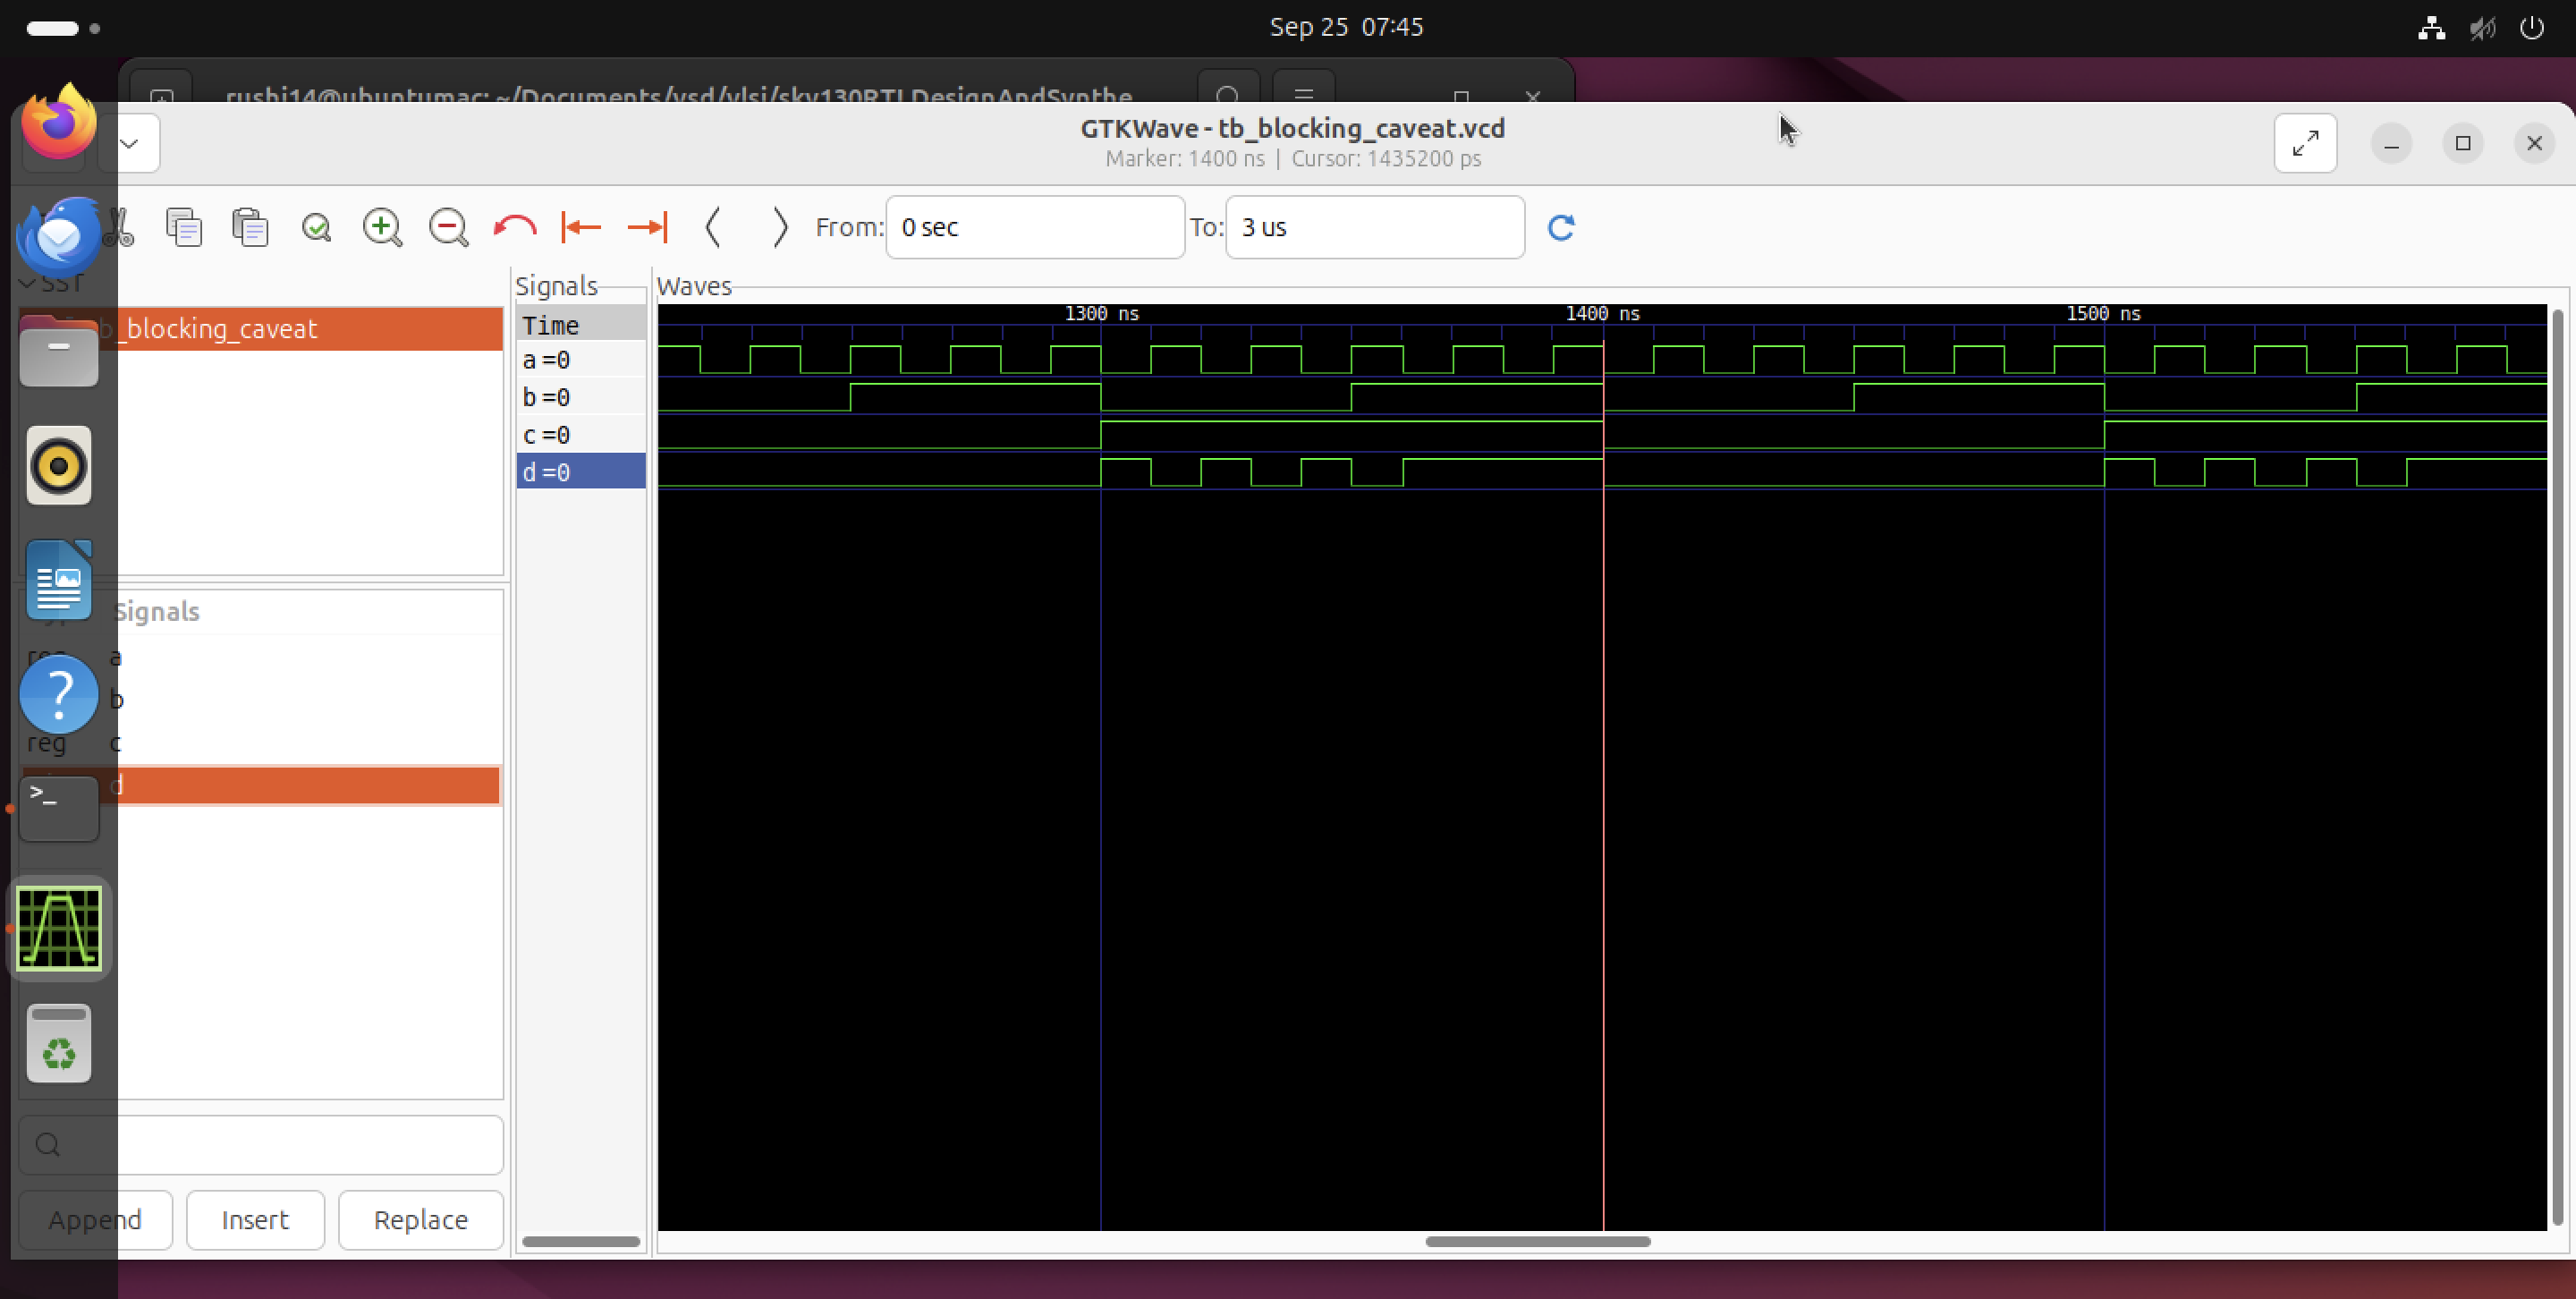 Sep 25 07:45
rushi14@ubuntumac: ~/Documents/vsd/vlsi/sky130RTLDesignAndSynthe
GTKWave - tb_blocking_caveat.vcd
Marker: 1400 ns | Cursor: 1435200 ps
From: 0 sec To: 3 us
SST
b_blocking_caveat
Signals
reg a
b
reg c
d
Append Insert Replace
Signals
Time
a =0
b =0
c =0
d =0
Waves
1300 ns 1400 ns 1500 ns